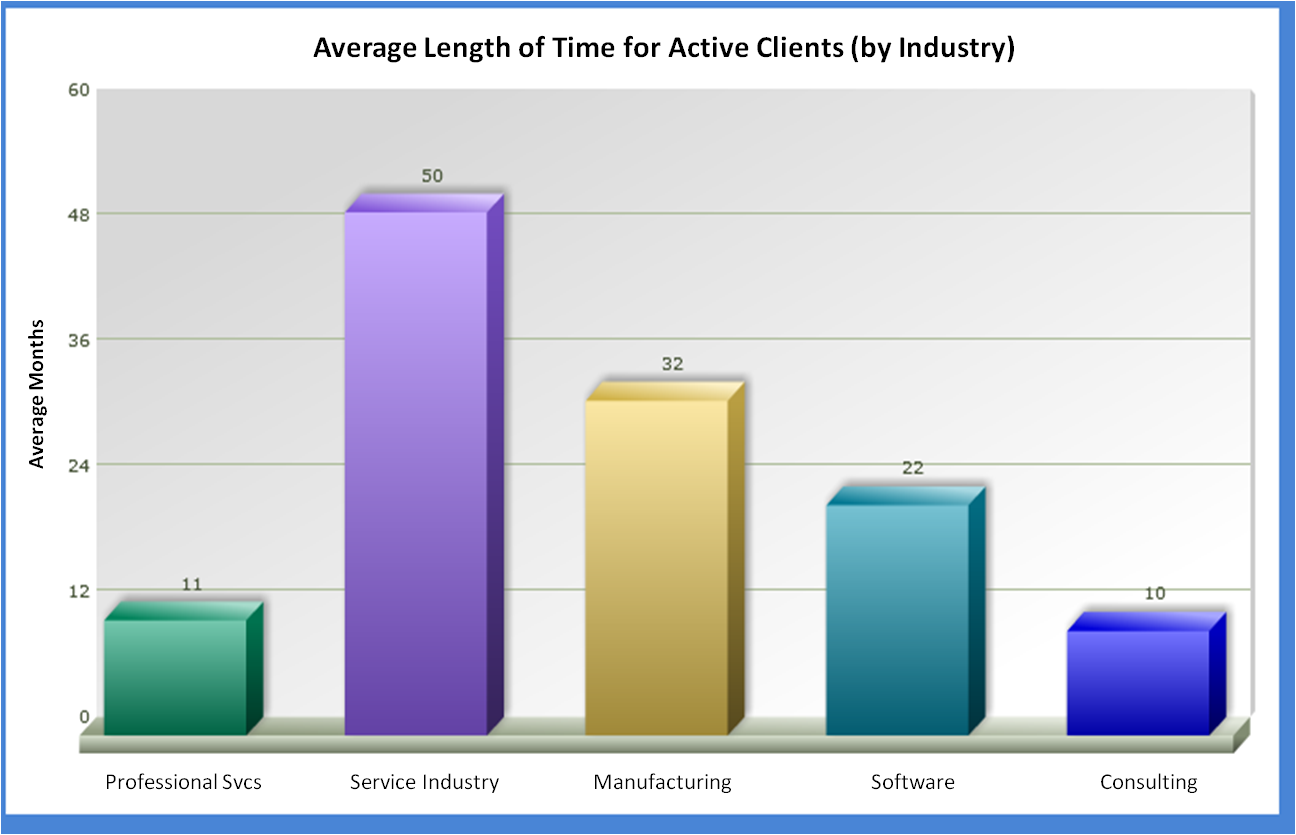 Average Length of Time for Active Clients (by Industry)
Average Months
60
48
36
24
12
0
11
50
32
22
10
Professional Svcs
Service Industry
Manufacturing
Software
Consulting